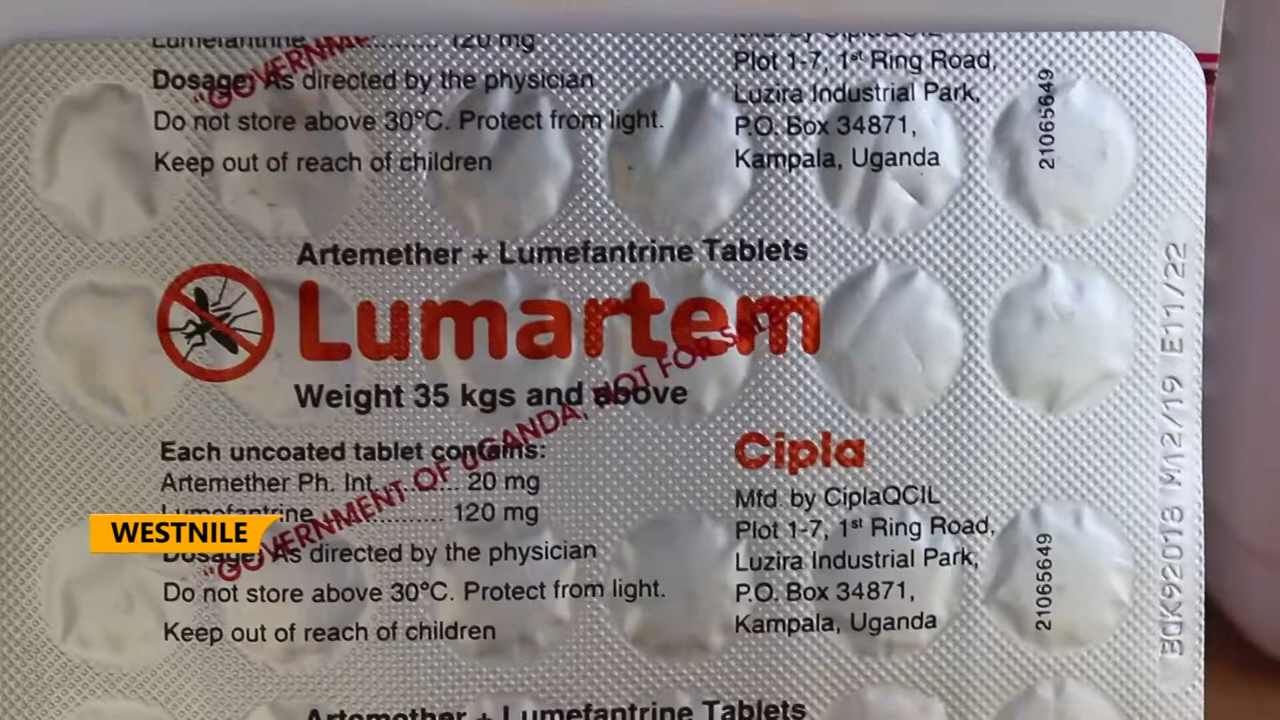 Lumefantrine ............ 120 mg
Dosage: As directed by the physician
Do not store above 30°C. Protect from light.
Keep out of reach of children
Mfd. by CiplaQCIL
Plot 1-7, 1st Ring Road,
Luzira Industrial Park,
P.O. Box 34871,
Kampala, Uganda
21065649
"GOVERNME
Artemether + Lumefantrine Tablets
Lumartem
Weight 35 kgs and above
"GOVERNMENT OF UGANDA, NOT FOR SALE
Each uncoated tablet contains:
Artemether Ph. Int............ 20 mg
Lumefantrine ............ 120 mg
Dosage: As directed by the physician
Do not store above 30°C. Protect from light.
Keep out of reach of children
Cipla
Mfd. by CiplaQCIL
Plot 1-7, 1st Ring Road,
Luzira Industrial Park,
P.O. Box 34871,
Kampala, Uganda
21065649
M12/19 E11/22
WESTNILE
Artemether + Lumefantrine Tablets